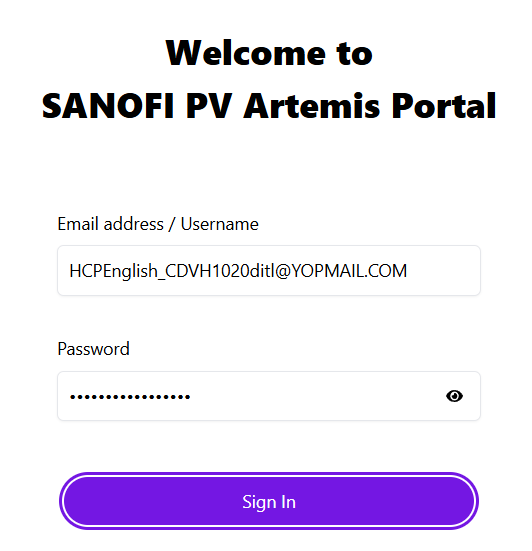 Welcome to
SANOFI PV Artemis Portal
Email address / Username
HCPEnglish_CDVH1020ditl@YOPMAIL.COM
Password
•••••••••••••••••
Sign In